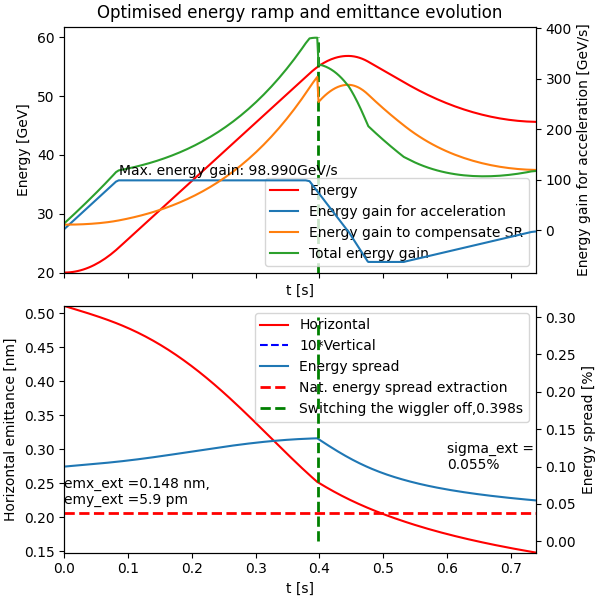 Optimised energy ramp and emittance evolution
Energy [GeV]
60
50
40
30
20
Max. energy gain: 98.990GeV/s
Energy
Energy gain for acceleration
Energy gain to compensate SR
Total energy gain
400
300
200
100
0
Energy gain for acceleration [GeV/s]
t [s]
Horizontal emittance [nm]
0.50
0.45
0.40
0.35
0.30
0.25
0.20
0.15
Horizontal
10*Vertical
Energy spread
Nat. energy spread extraction
Switching the wiggler off,0.398s
sigma_ext =
0.055%
emx_ext =0.148 nm,
emy_ext =5.9 pm
0.30
0.25
0.20
0.15
0.10
0.05
0.00
Energy spread [%]
0.0 0.1 0.2 0.3 0.4 0.5 0.6 0.7
t [s]